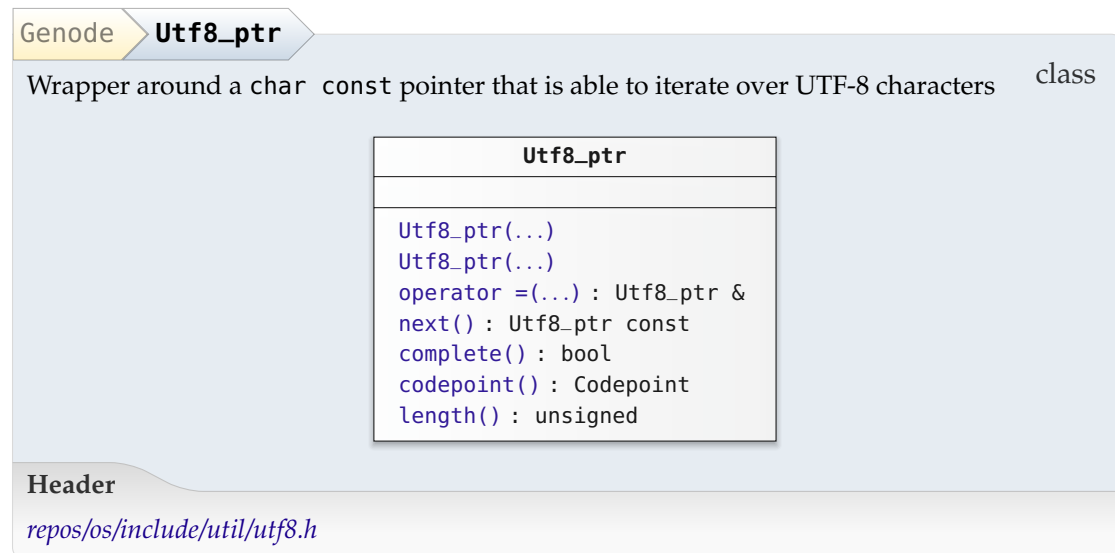 Genode Utf8_ptr
Wrapper around a char const pointer that is able to iterate over UTF-8 characters
class
Utf8_ptr
Utf8_ptr(...)
Utf8_ptr(...)
operator =(...) : Utf8_ptr &
next() : Utf8_ptr const
complete() : bool
codepoint() : Codepoint
length() : unsigned
Header
repos/os/include/util/utf8.h